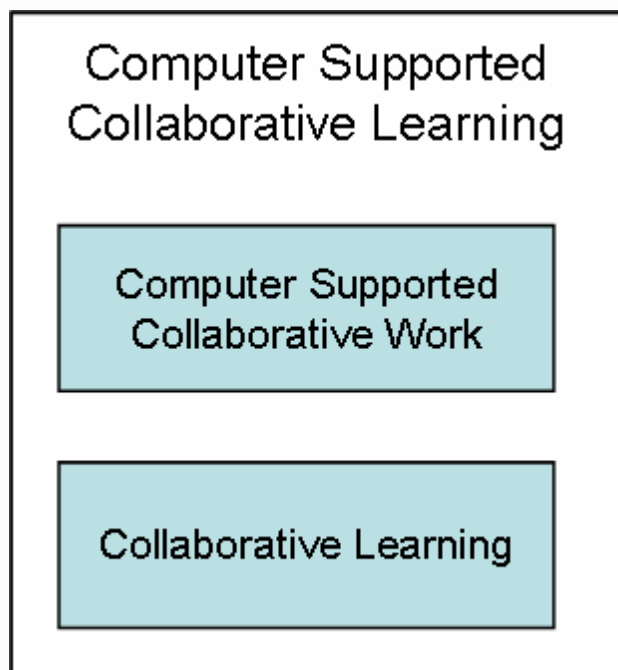 Computer Supported
Collaborative Learning
Computer Supported
Collaborative Work
Collaborative Learning